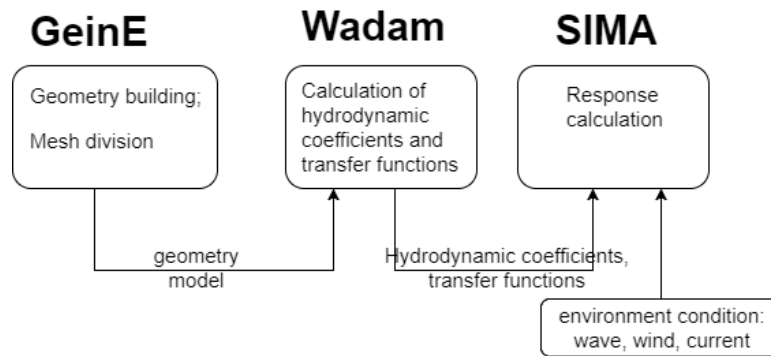 GeinE
Wadam
SIMA
Geometry building;
Mesh division
Calculation of
hydrodynamic
coefficients and
transfer functions
Response
calculation
geometry
model
Hydrodynamic coefficients,
transfer functions
environment condition:
wave, wind, current